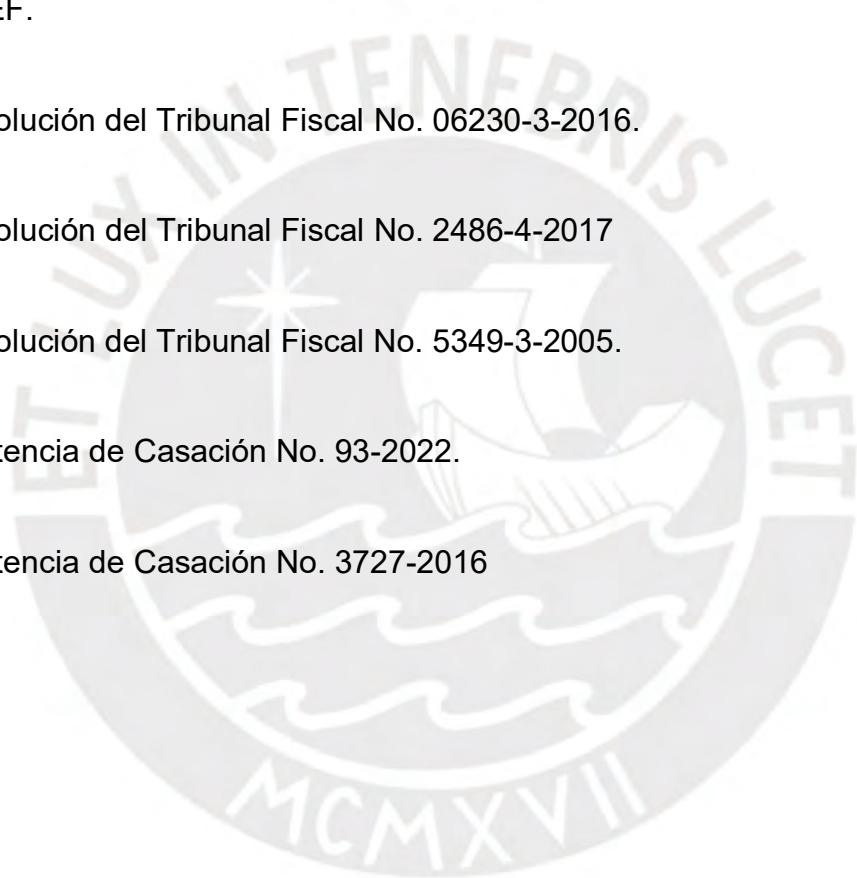 EF.
olución del Tribunal Fiscal No. 06230-3-2016.
olución del Tribunal Fiscal No. 2486-4-2017
olución del Tribunal Fiscal No. 5349-3-2005.
tencia de Casación No. 93-2022.
tencia de Casación No. 3727-2016
ET LUX IN TENEBRIS LUCET
MCMXVII